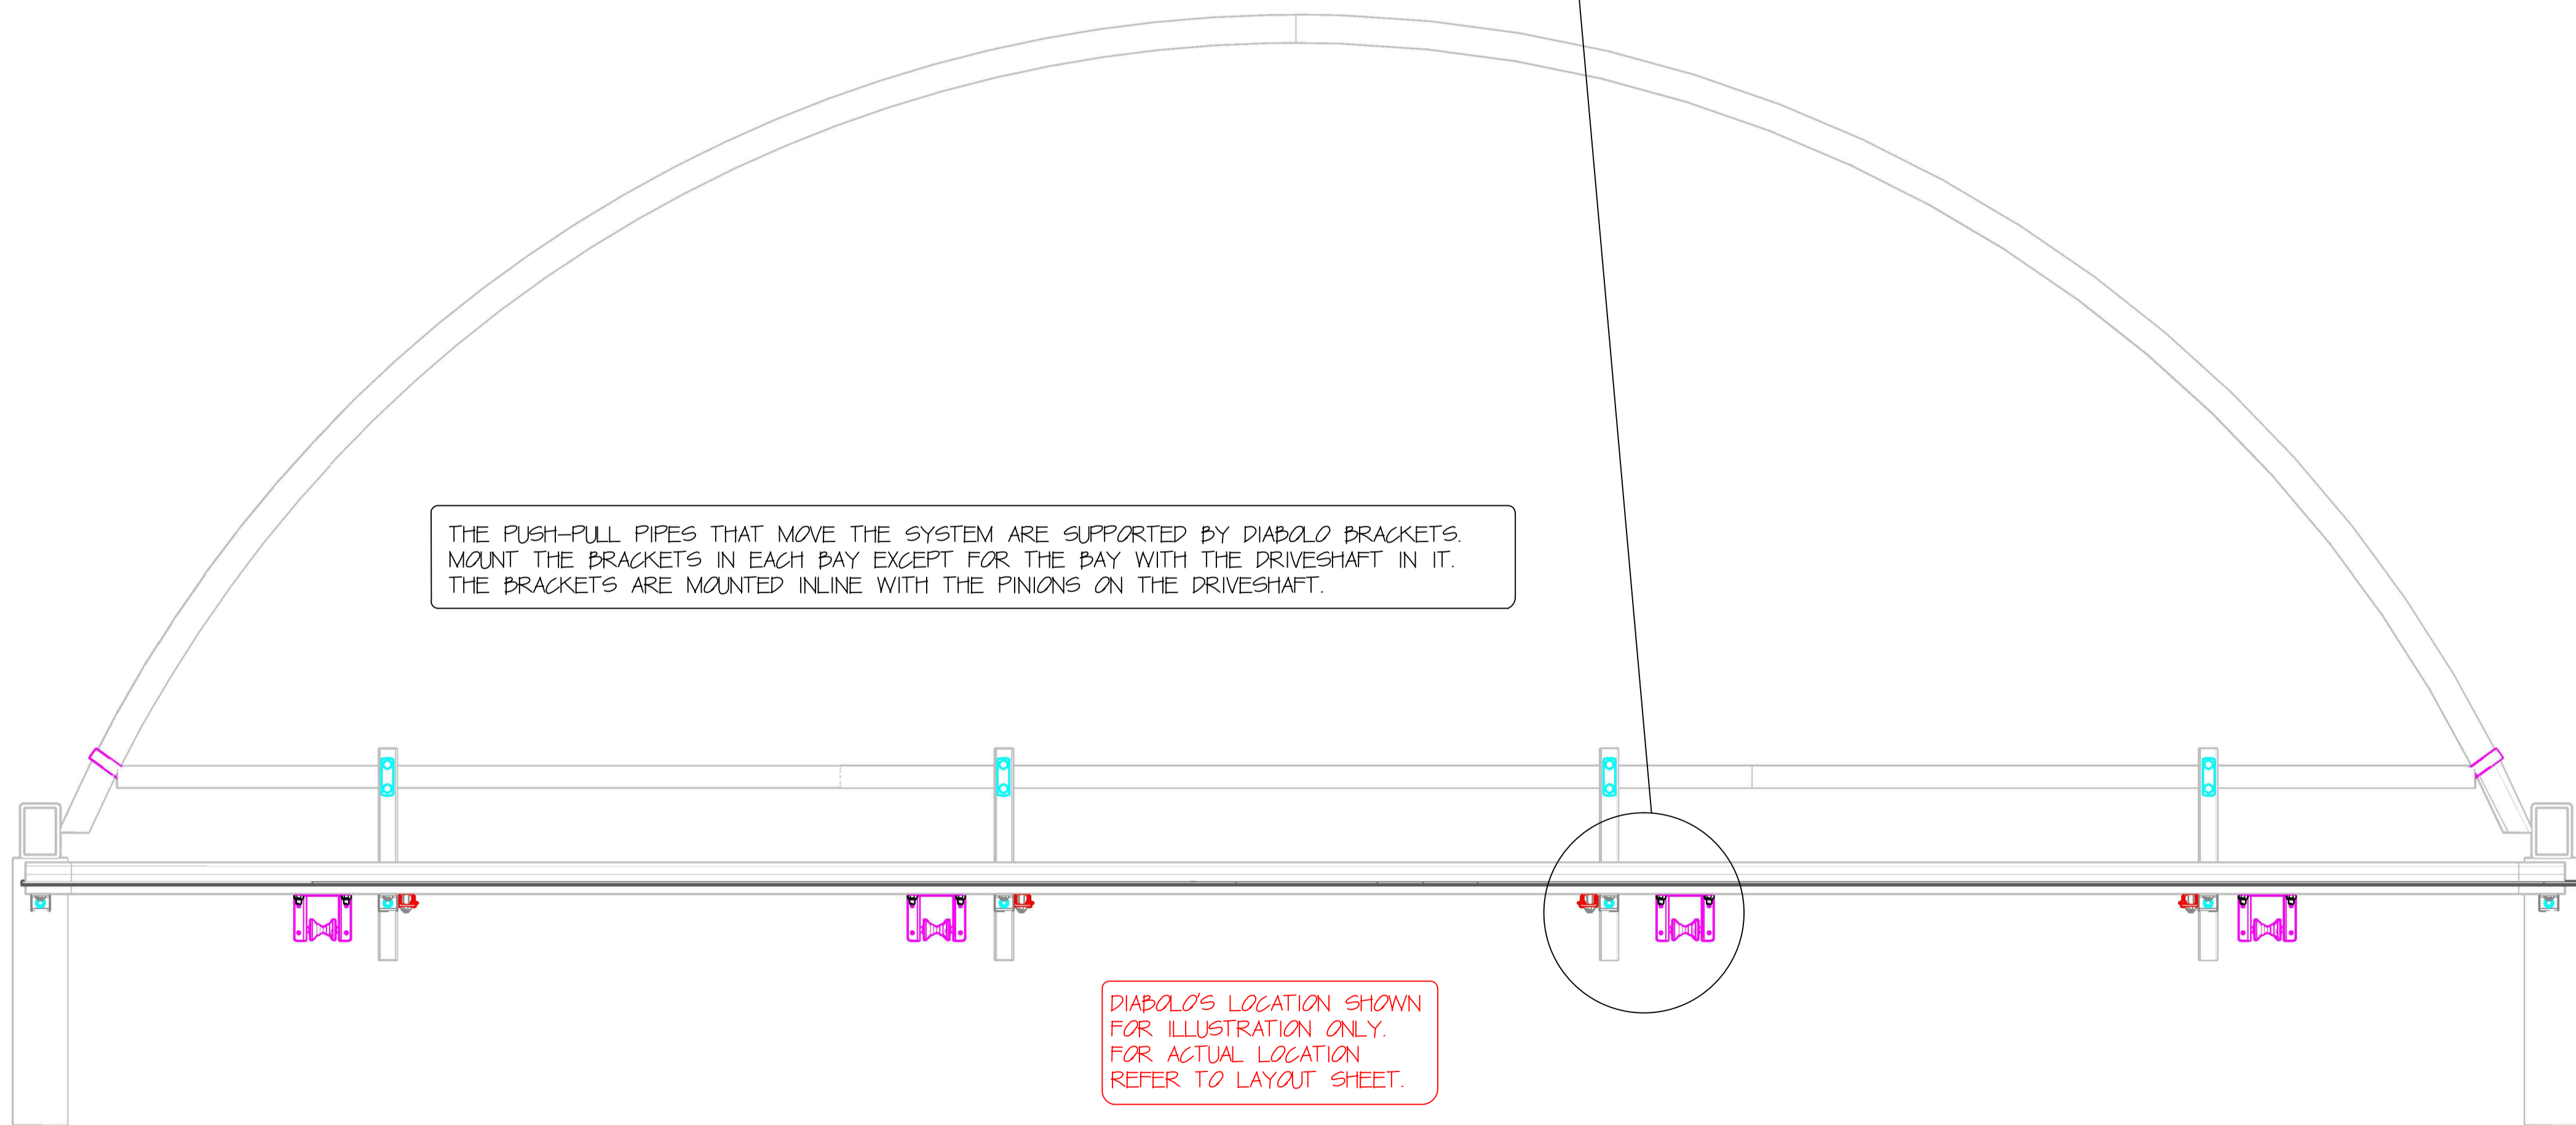 THE PUSH-PULL PIPES THAT MOVE THE SYSTEM ARE SUPPORTED BY DIABOLO BRACKETS.
MOUNT THE BRACKETS IN EACH BAY EXCEPT FOR THE BAY WITH THE DRIVESHAFT IN IT.
THE BRACKETS ARE MOUNTED INLINE WITH THE PINIONS ON THE DRIVESHAFT.
DIABOLO'S LOCATION SHOWN
FOR ILLUSTRATION ONLY.
FOR ACTUAL LOCATION
REFER TO LAYOUT SHEET.